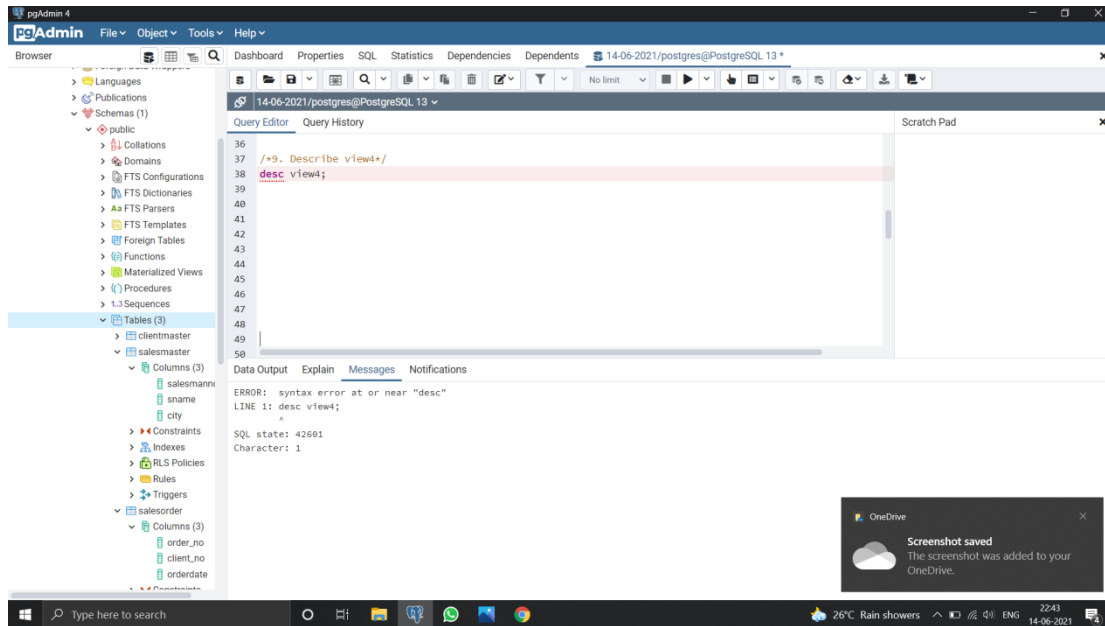 pgAdmin 4
pgAdmin File Object Tools Help
Browser Dashboard Properties SQL Statistics Dependencies Dependents 14-06-2021/postgres@PostgreSQL 13 *
No limit
14-06-2021/postgres@PostgreSQL 13
Query Editor Query History Scratch Pad
Languages
Publications
Schemas (1)
public
Collations
Domains
FTS Configurations
FTS Dictionaries
FTS Parsers
FTS Templates
Foreign Tables
Functions
Materialized Views
Procedures
1..3 Sequences
Tables (3)
clientmaster
salesmaster
Columns (3)
salesmann
sname
city
Constraints
Indexes
RLS Policies
Rules
Triggers
salesorder
Columns (3)
order_no
client_no
orderdate
36
37 /*9. Describe view4*/
38 desc view4;
39
40
41
42
43
44
45
46
47
48
49
50
Data Output Explain Messages Notifications
ERROR: syntax error at or near "desc"
LINE 1: desc view4;
^
SQL state: 42601
Character: 1
OneDrive
Screenshot saved
The screenshot was added to your
OneDrive.
Type here to search
26°C Rain showers
ENG
22:43
14-06-2021
4